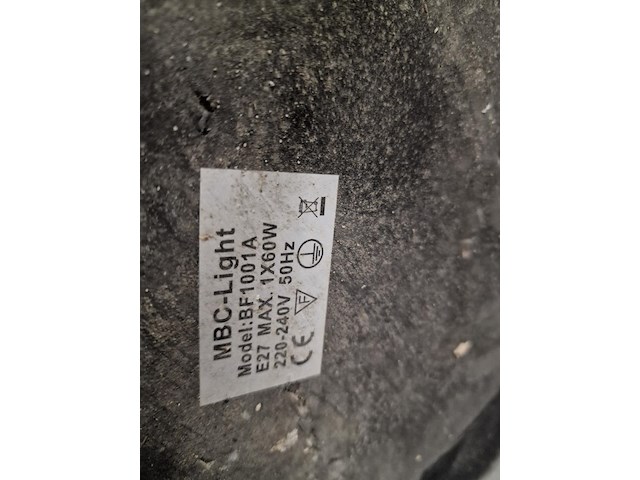 MBC-Light
Model:BF1001A
E27 MAX. 1X60W
220-240V 50Hz
CE F